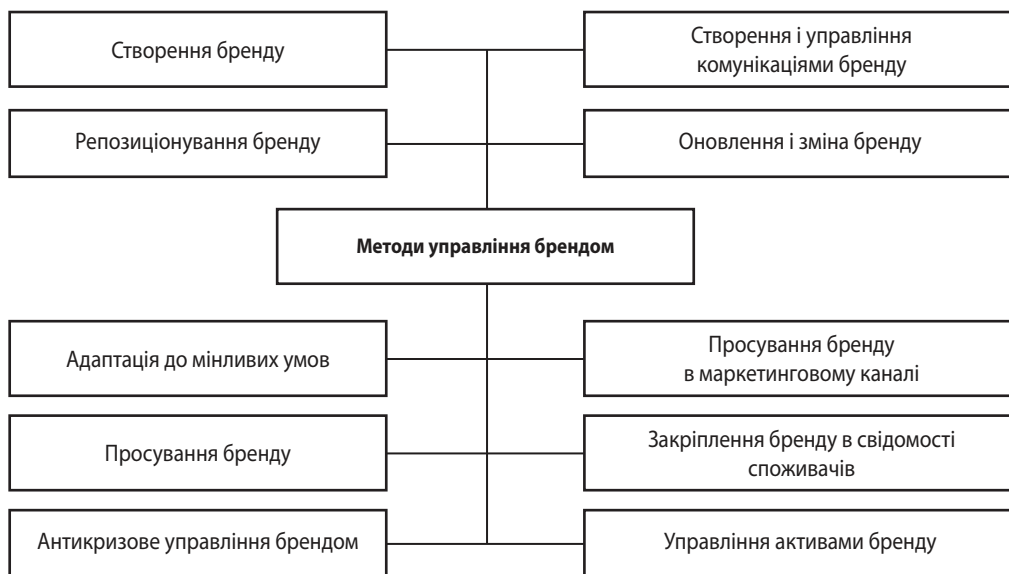 Створення бренду
Створення і управління
комунікаціями бренду
Репозиціонування бренду
Оновлення і зміна бренду
Методи управління брендом
Адаптація до мінливих умов
Просування бренду
в маркетинговому каналі
Просування бренду
Закріплення бренду в свідомості
споживачів
Антикризове управління брендом
Управління активами бренду